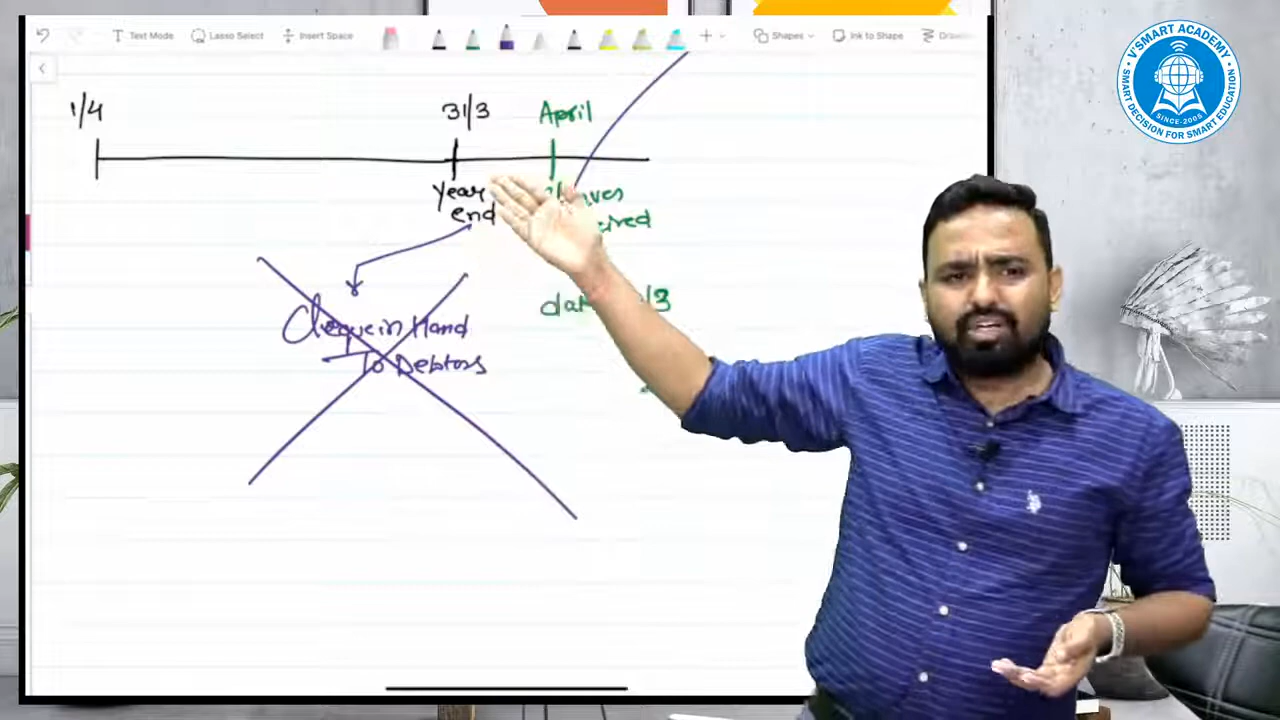 Text Mode
Lasso Select
Insert Space
Shapes
Ink to Shape
1/4
31/3
April
Year
end
Cheque in Hand
To Debtors
V'SMART ACADEMY
SINCE-2005
SMART DECISION FOR SMART EDUCATION